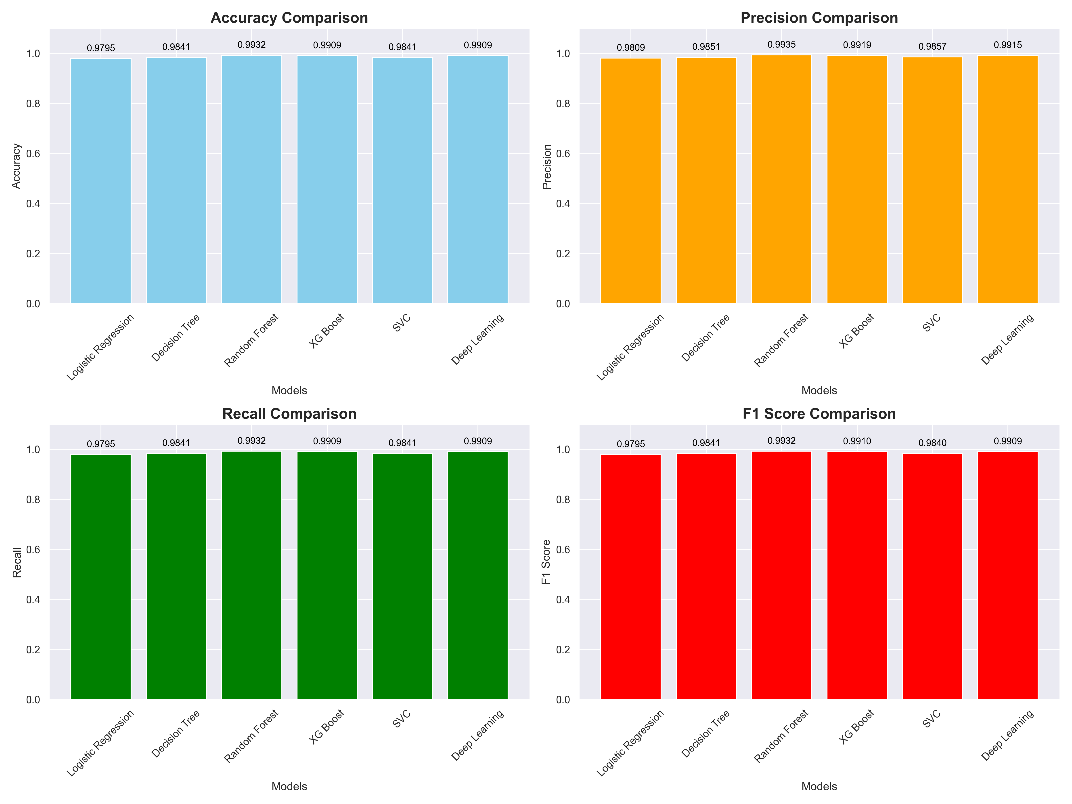 Accuracy Comparison
0.9795 0.9841 0.9932 0.9909 0.9841 0.9909
1.0
0.8
0.6
0.4
0.2
0.0
Accuracy
Logistic Regression Decision Tree Random Forest XG Boost SVC Deep Learning
Models
Precision Comparison
0.9809 0.9851 0.9935 0.9919 0.9857 0.9915
1.0
0.8
0.6
0.4
0.2
0.0
Precision
Logistic Regression Decision Tree Random Forest XG Boost SVC Deep Learning
Models
Recall Comparison
0.9795 0.9841 0.9932 0.9909 0.9841 0.9909
1.0
0.8
0.6
0.4
0.2
0.0
Recall
Logistic Regression Decision Tree Random Forest XG Boost SVC Deep Learning
Models
F1 Score Comparison
0.9795 0.9841 0.9932 0.9910 0.9840 0.9909
1.0
0.8
0.6
0.4
0.2
0.0
F1 Score
Logistic Regression Decision Tree Random Forest XG Boost SVC Deep Learning
Models